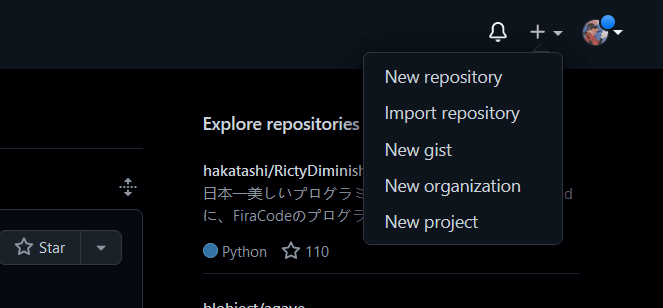 New repository
Import repository
New gist
New organization
New project
Explore repositories
hakatashi/RictyDiminish
日本一美しいプログラミ
d
に、FiraCodeのプログラ
Star
Python
110